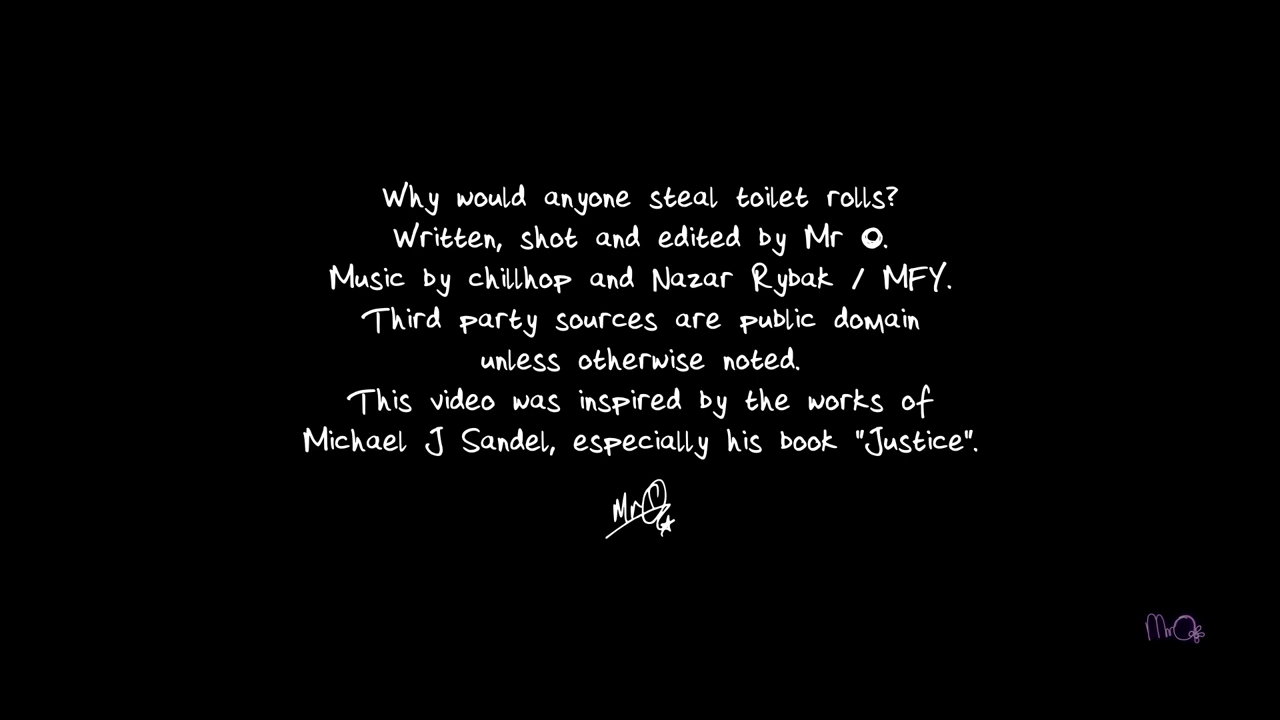 Why would anyone steal toilet rolls?
Written, shot and edited by Mr O.
Music by chillhop and Nazar Rybak / MFY.
Third party sources are public domain
unless otherwise noted.
This video was inspired by the works of
Michael J Sandel, especially his book "Justice".
MrO
MrO